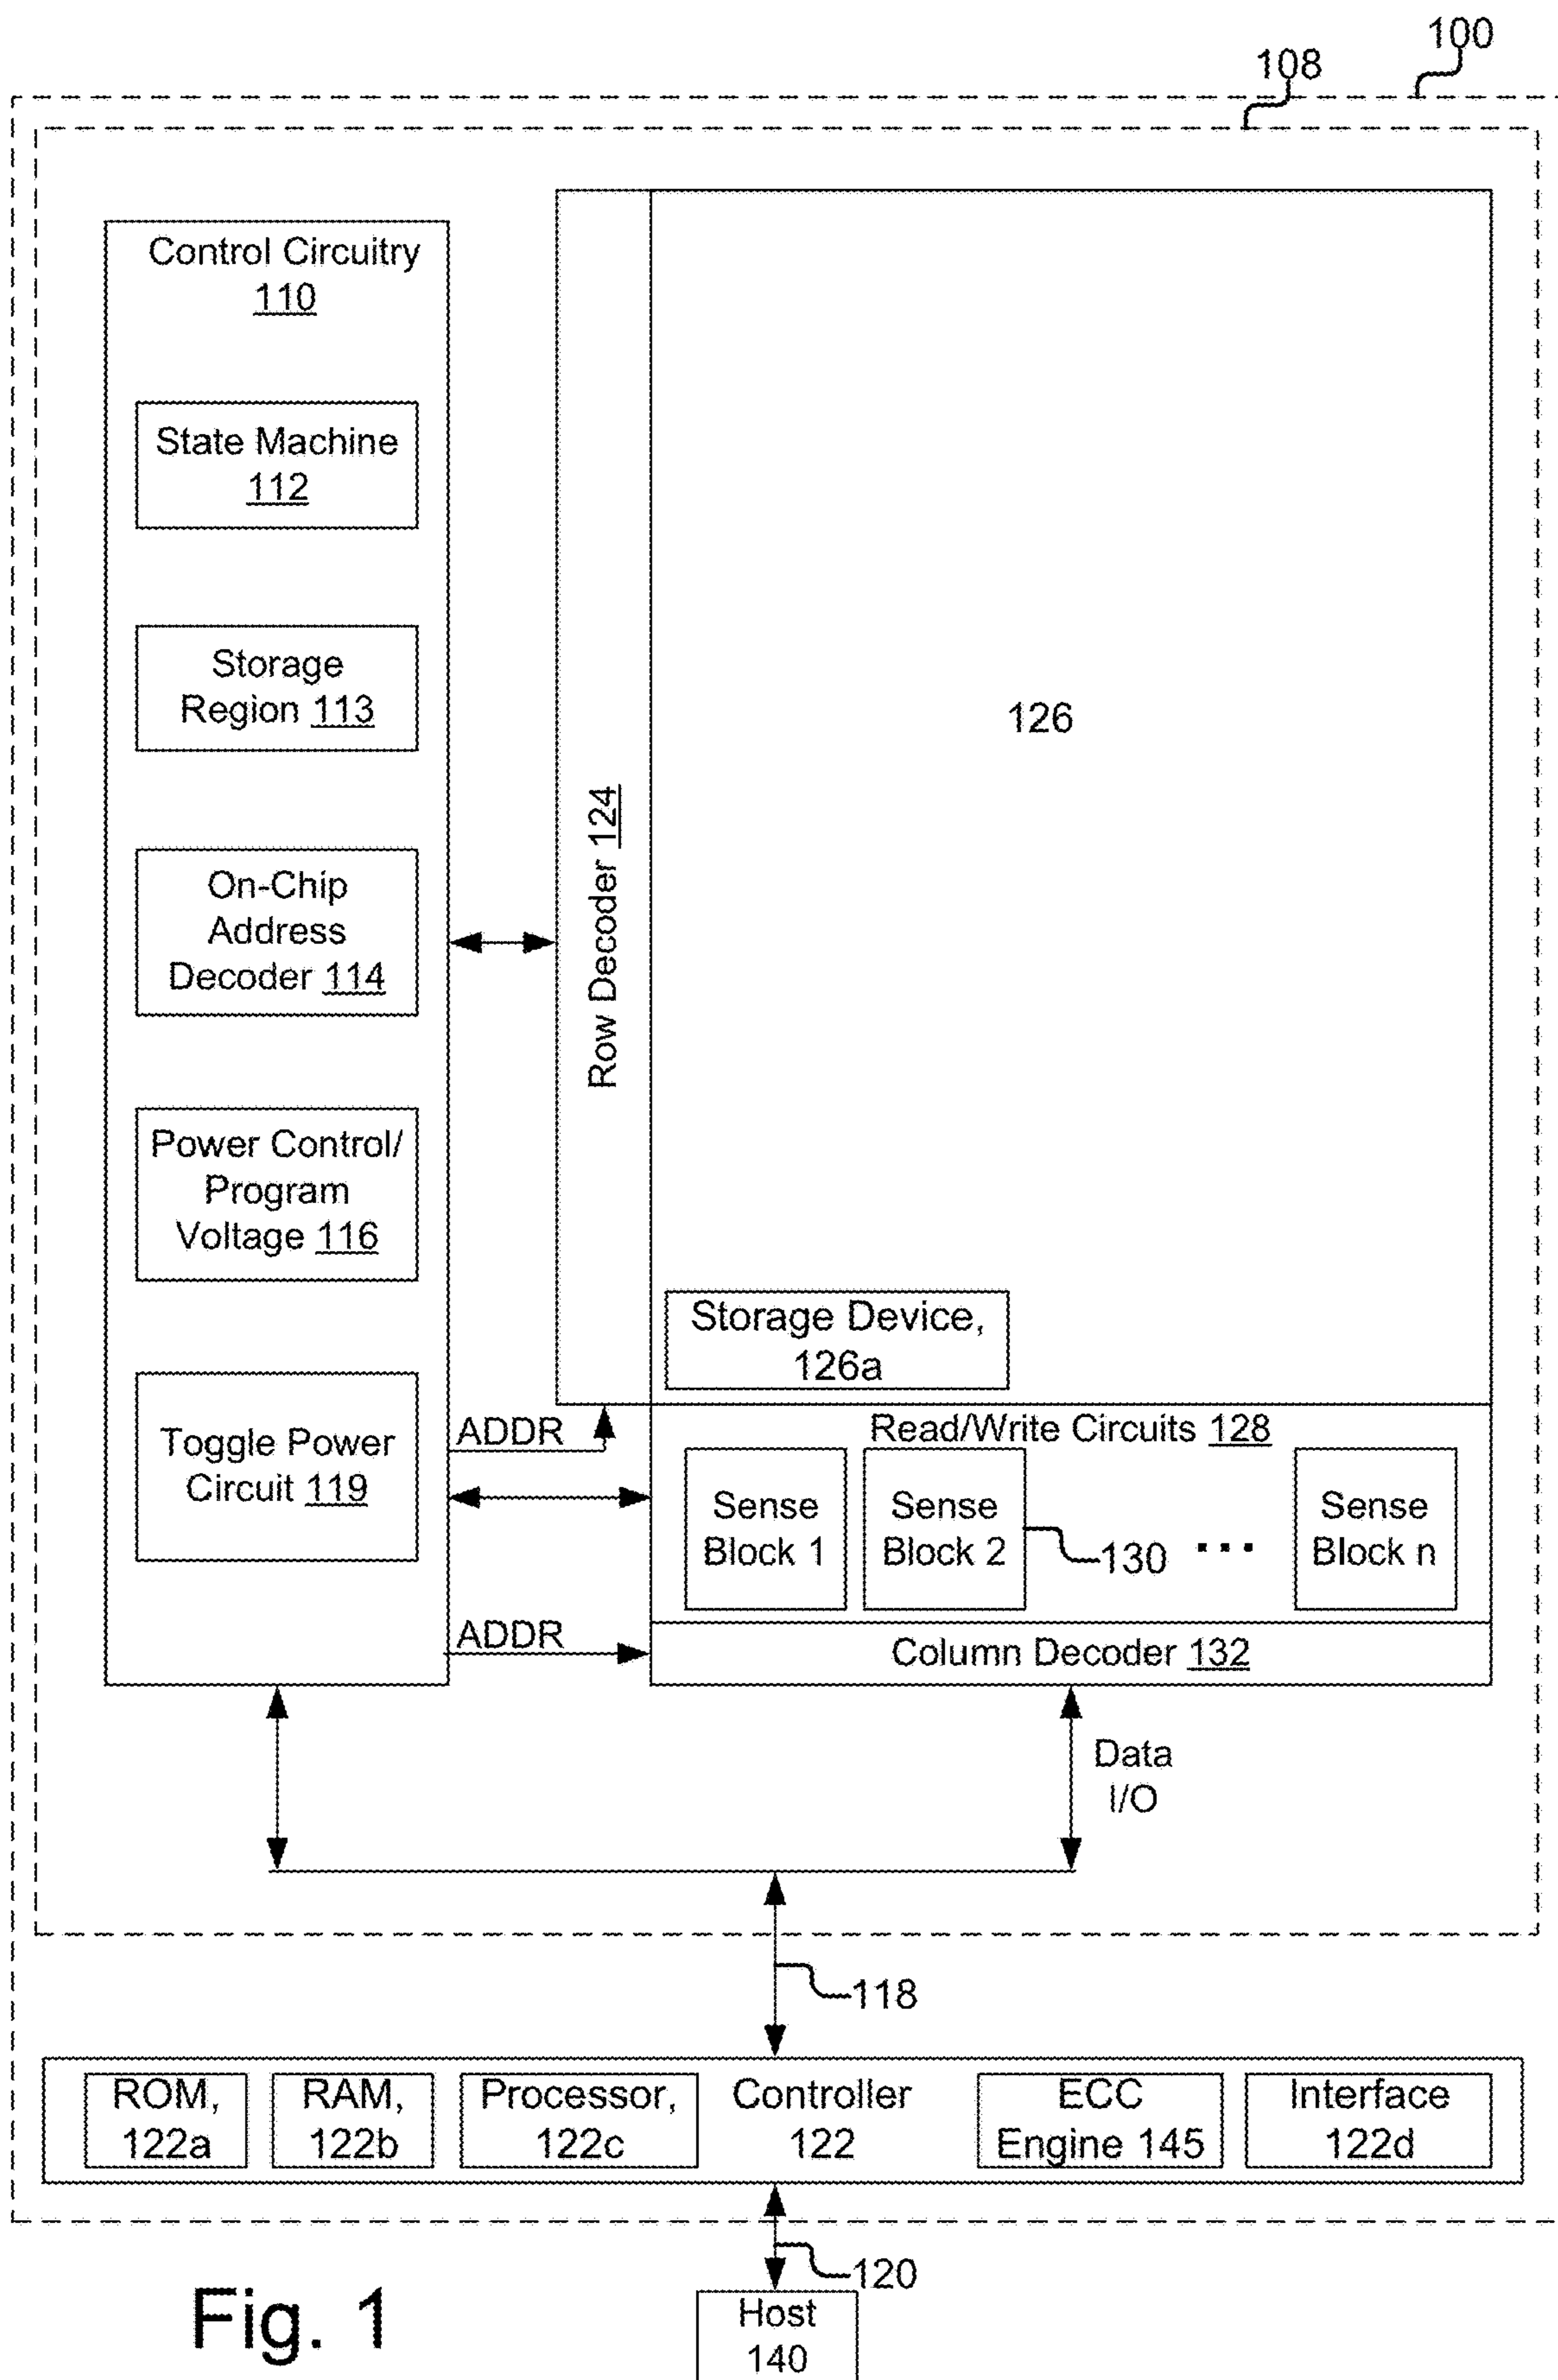 100
108
Control Circuitry
110
State Machine
112
Storage
Region 113
On-Chip
Address
Decoder 114
Power Control/
Program
Voltage 116
Toggle Power
Circuit 119
Row Decoder 124
126
Storage Device,
126a
ADDR
Read/Write Circuits 128
Sense
Block 1
Sense
Block 2
130
...
Sense
Block n
ADDR
Column Decoder 132
Data
I/O
118
ROM,
122a
RAM,
122b
Processor,
122c
Controller
122
ECC
Engine 145
Interface
122d
120
Host
140
Fig. 1